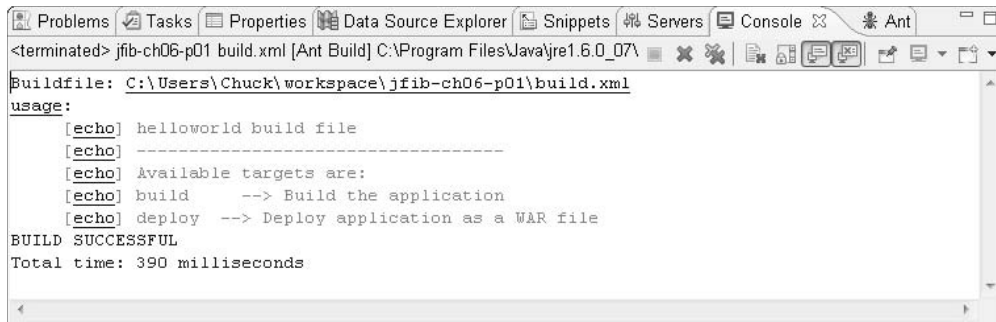 Problems Tasks Properties Data Source Explorer Snippets Servers Console Ant
<terminated> jfib-ch06-p01 build.xml [Ant Build] C:\Program Files\Java\jre1.6.0_07\
Buildfile: C:\Users\Chuck\workspace\jfib-ch06-p01\build.xml
usage:
[echo] helloworld build file
[echo] -----------------------------------
[echo] Available targets are:
[echo] build     --> Build the application
[echo] deploy  --> Deploy application as a WAR file
BUILD SUCCESSFUL
Total time: 390 milliseconds